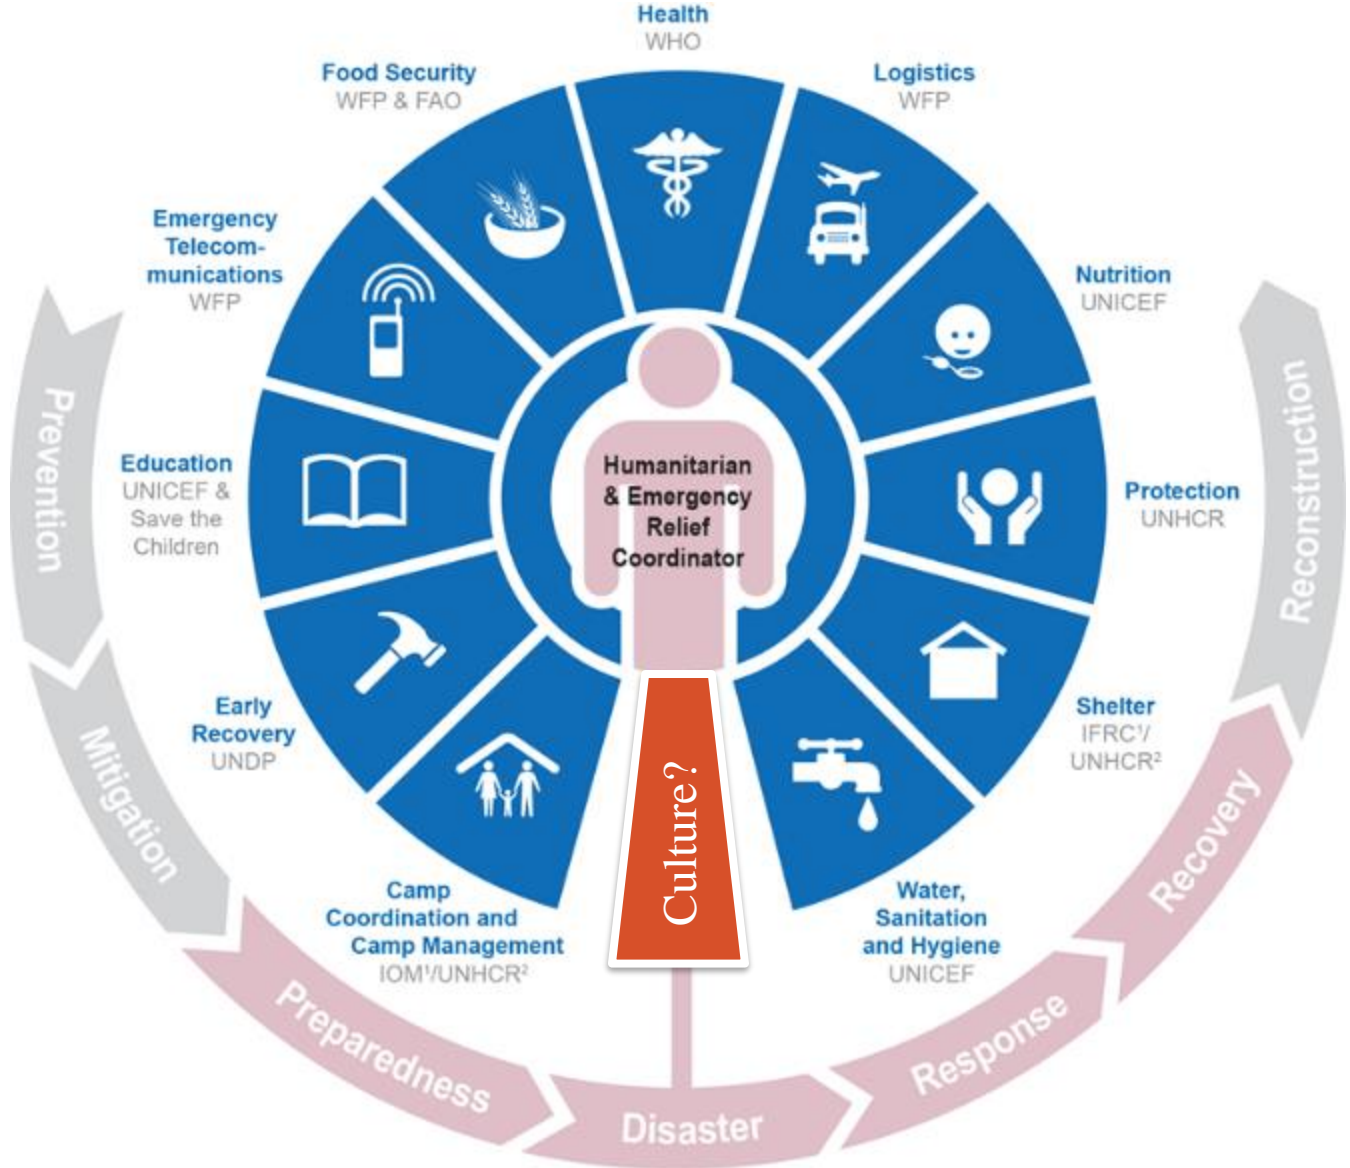 Health
WHO
Logistics
WFP
Nutrition
UNICEF
Protection
UNHCR
Shelter
IFRC¹/
UNHCR²
Water,
Sanitation
and Hygiene
UNICEF
Camp
Coordination and
Camp Management
IOM¹/UNHCR²
Early
Recovery
UNDP
Education
UNICEF &
Save the
Children
Emergency
Telecom-
munications
WFP
Food Security
WFP & FAO
Humanitarian
& Emergency
Relief
Coordinator
Culture?
Prevention
Mitigation
Preparedness
Disaster
Response
Recovery
Reconstruction